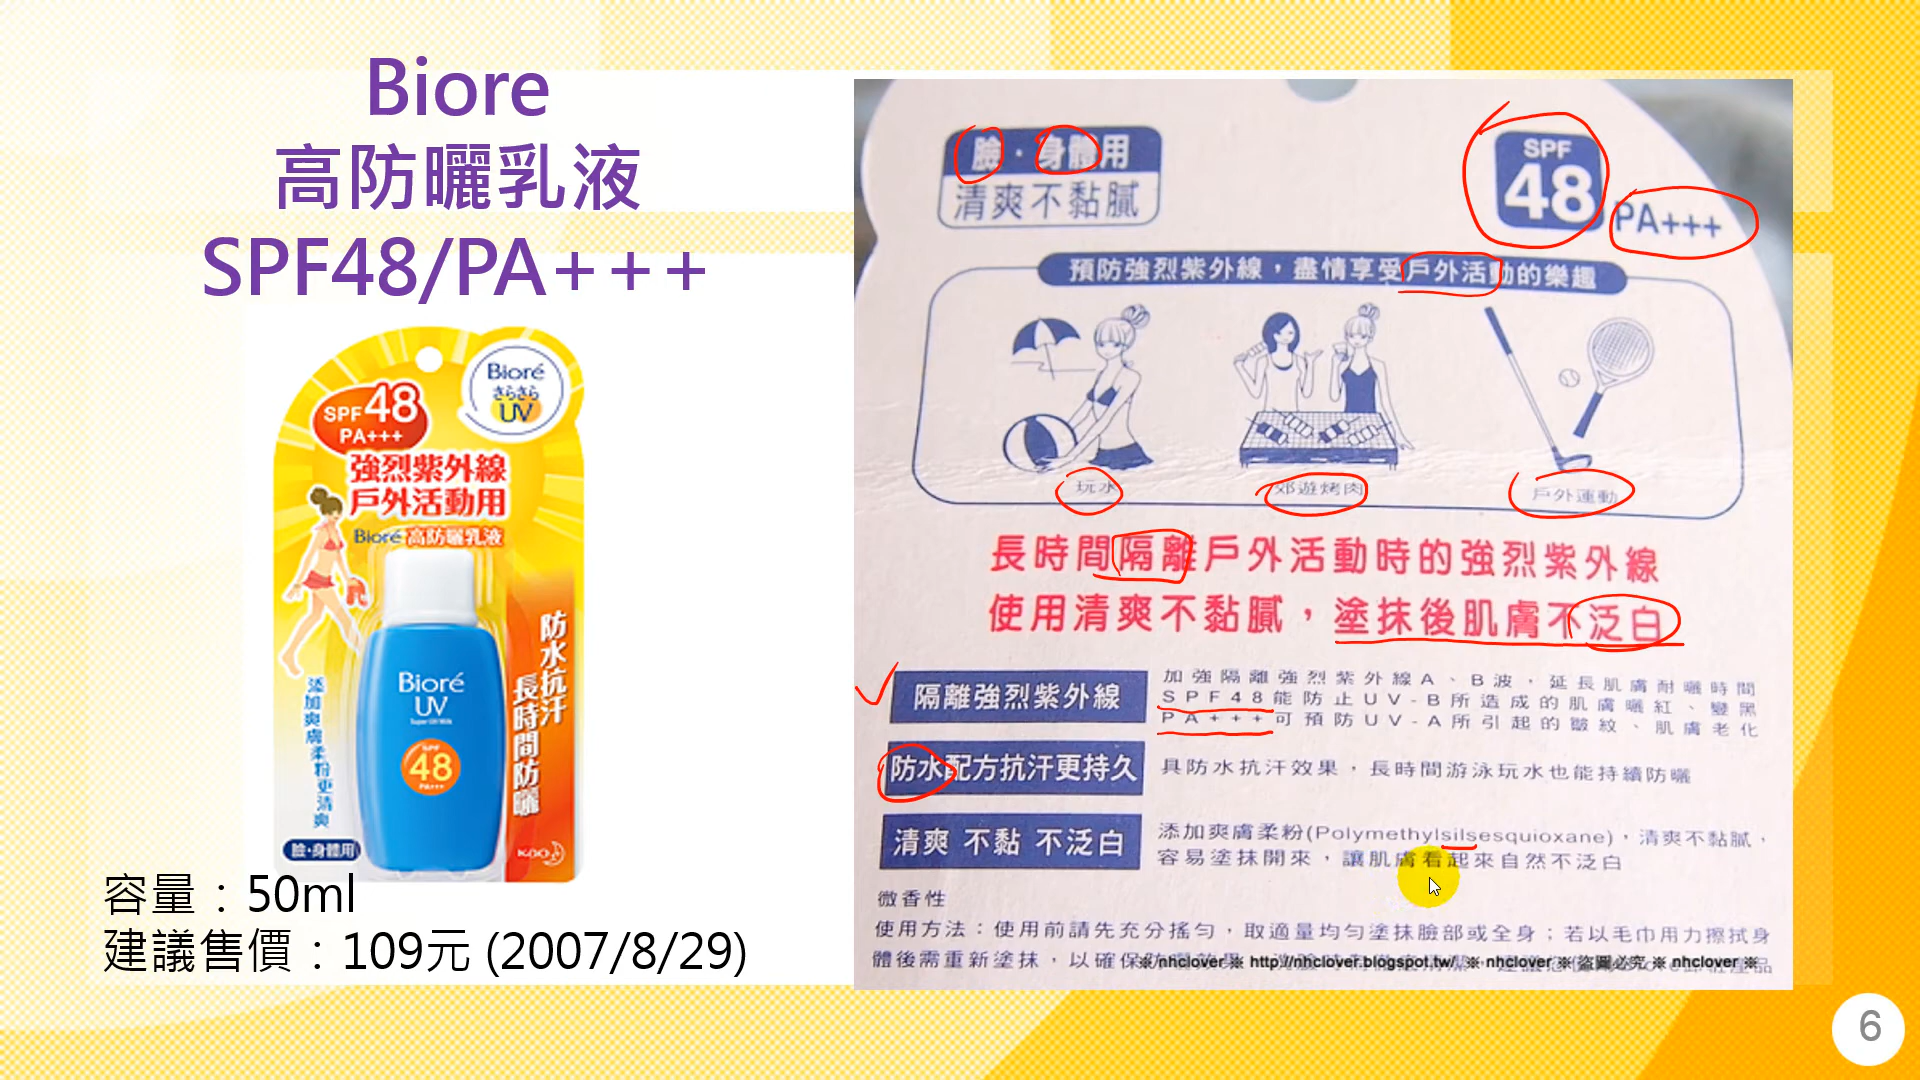 Biore
高防曬乳液
SPF48/PA+++
Bioré
さらさら
UV
SPF 48
PA+++
強烈紫外線
戶外活動用
Bioré 高防曬乳液
防水抗汗
長時間防曬
添加爽膚柔粉更清爽
Bioré
UV
SPF
48
PA+++
臉·身體用
Kao
容量：50ml
建議售價：109元 (2007/8/29)
臉·身體用
清爽不黏膩
SPF
48
PA+++
預防強烈紫外線，盡情享受戶外活動的樂趣
玩水
郊遊烤肉
戶外運動
長時間隔離戶外活動時的強烈紫外線
使用清爽不黏膩，塗抹後肌膚不泛白
隔離強烈紫外線
加強隔離強烈紫外線A、B波，延長肌膚耐曬時間
SPF48能防止UV-B所造成的肌膚曬紅、變黑
PA+++可預防UV-A所引起的皺紋、肌膚老化
防水配方抗汗更持久
具防水抗汗效果，長時間游泳玩水也能持續防曬
清爽 不黏 不泛白
添加爽膚柔粉(Polymethylsilsesquioxane)，清爽不黏膩，
容易塗抹開來，讓肌膚看起來自然不泛白
微香性
使用方法：使用前請先充分搖勻，取適量均勻塗抹臉部或全身；若以毛巾用力擦拭身
體後需重新塗抹，以確保
※ nhclover ※ http://nhclover.blogspot.tw/ ※ nhclover ※ 盜圖必究 ※ nhclover ※
6